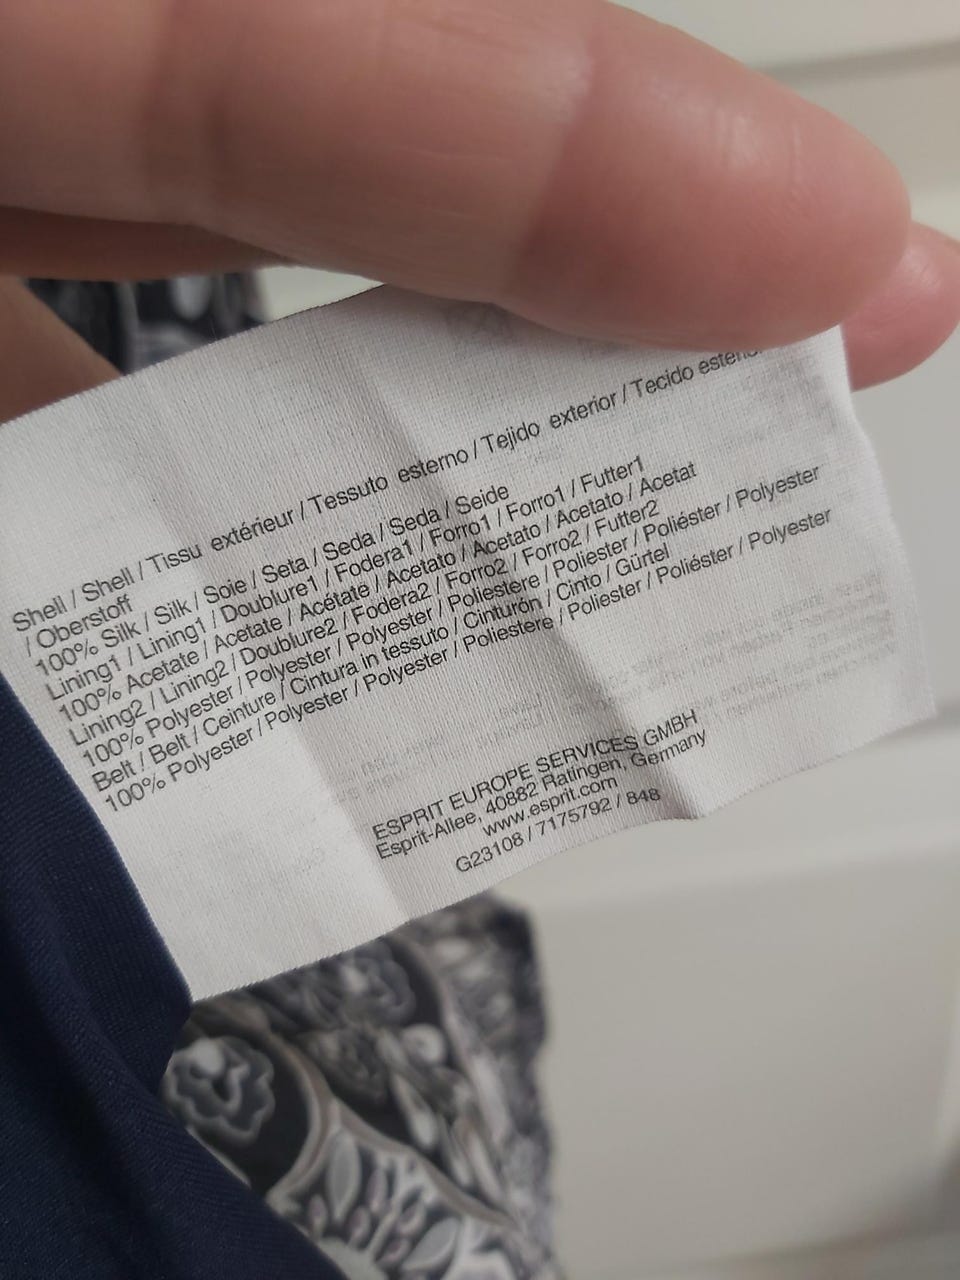 Shell / Shell / Tissu extérieur / Tessuto esterno / Tejido exterior / Tecido
/ Oberstoff
100% Silk / Silk / Soie / Seta / Seda / Seda / Seide
Lining1 / Lining1 / Doublure1 / Fodera1 / Forro1 / Forro1 / Futter1
100% Acetate / Acetate / Acétate / Acetato / Acetato / Acetato / Acetat
Lining2 / Lining2 / Doublure2 / Fodera2 / Forro2 / Forro2 / Futter2
100% Polyester / Polyester / Polyester / Poliestere / Poliester / Poliéster / Polyester
Belt / Belt / Ceinture / Cintura in tessuto / Cinturón / Cinto / Gürtel
100% Polyester / Polyester / Polyester / Poliestere / Poliester / Poliéster / Polyester
ESPRIT EUROPE SERVICES GMBH
Esprit-Allee, 40882 Ratingen, Germany
www.esprit.com
G23108 / 7175792 / 848